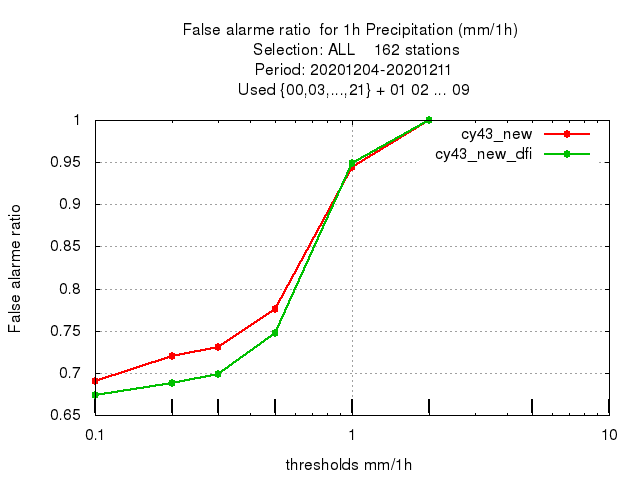 False alarme ratio  for 1h Precipitation (mm/1h)
Selection: ALL    162 stations
Period: 20201204-20201211
Used {00,03,...,21} + 01 02 ... 09
1
cy43_new
cy43_new_dfi
0.95
0.9
0.85
0.8
0.75
0.7
0.65
False alarme ratio
0.1 1 10
thresholds mm/1h